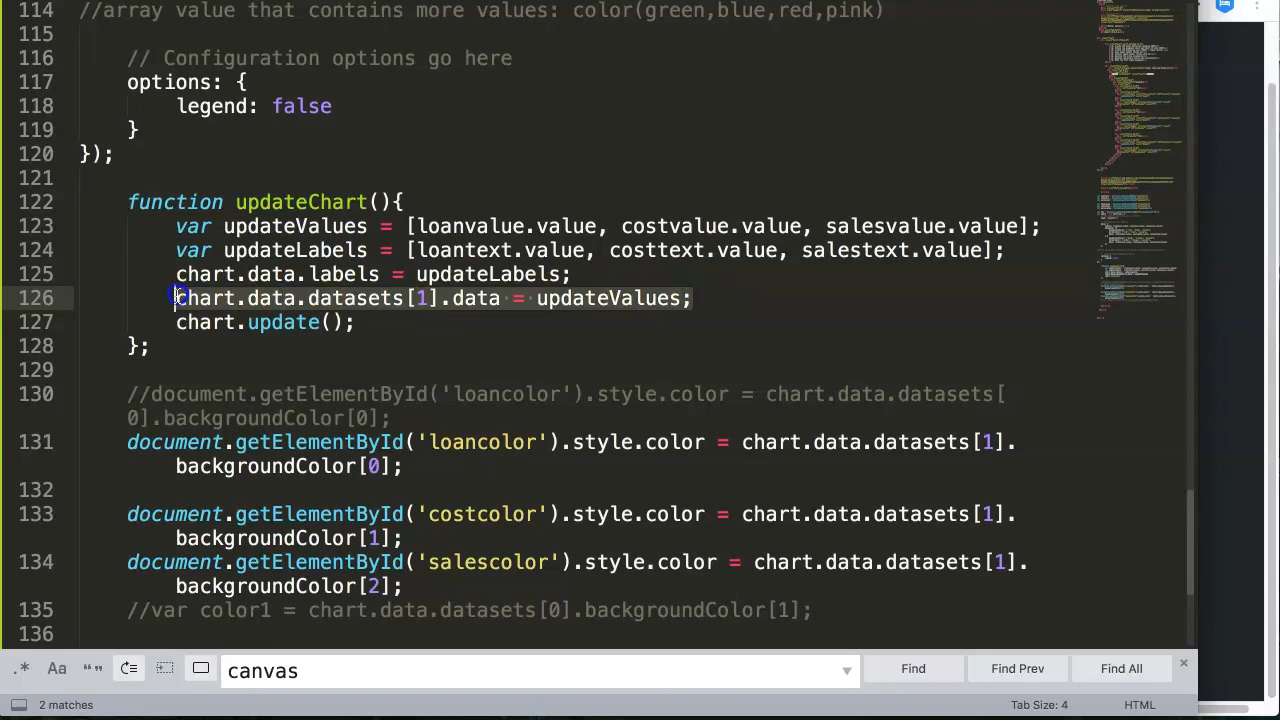 114 //array value that contains more values: color(green,blue,red,pink)
115
116 // Configuration options go here
117 options: {
118 legend: false
119 }
120 });
121
122 function updateChart(){
123 var updateValues = [loanvalue.value, costvalue.value, salesvalue.value];
124 var updateLabels = [loantext.value, costtext.value, salestext.value];
125 chart.data.labels = updateLabels;
126 chart.data.datasets[1].data = updateValues;
127 chart.update();
128 };
129
130 //document.getElementById('loancolor').style.color = chart.data.datasets[
0].backgroundColor[0];
131 document.getElementById('loancolor').style.color = chart.data.datasets[1].
backgroundColor[0];
132
133 document.getElementById('costcolor').style.color = chart.data.datasets[1].
backgroundColor[1];
134 document.getElementById('salescolor').style.color = chart.data.datasets[1].
backgroundColor[2];
135 //var color1 = chart.data.datasets[0].backgroundColor[1];
136
.* Aa “” canvas Find Find Prev Find All
2 matches Tab Size: 4 HTML